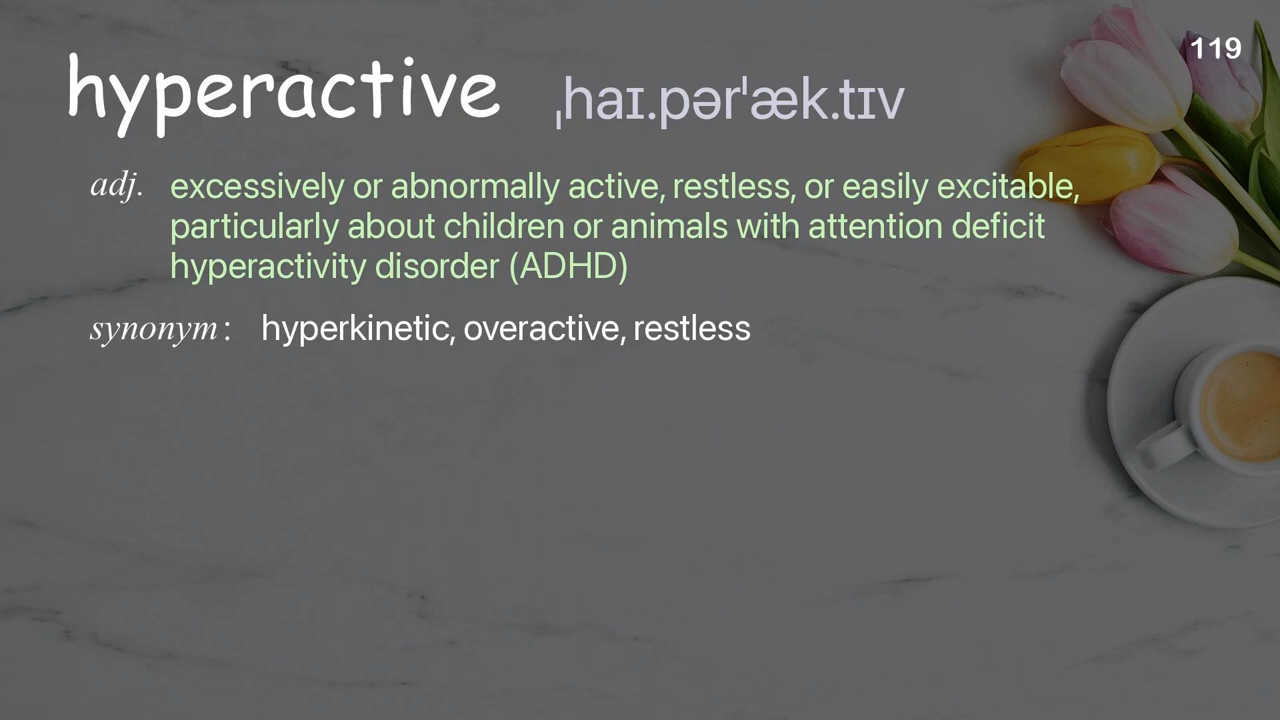 119
hyperactive ˌhaɪ.pərˈæk.tɪv
adj. excessively or abnormally active, restless, or easily excitable,
particularly about children or animals with attention deficit
hyperactivity disorder (ADHD)
synonym: hyperkinetic, overactive, restless